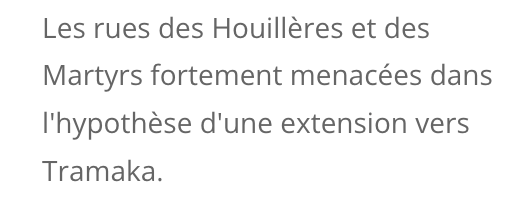 Les rues des Houillères et des
Martyrs fortement menacées dans
l'hypothèse d'une extension vers
Tramaka.